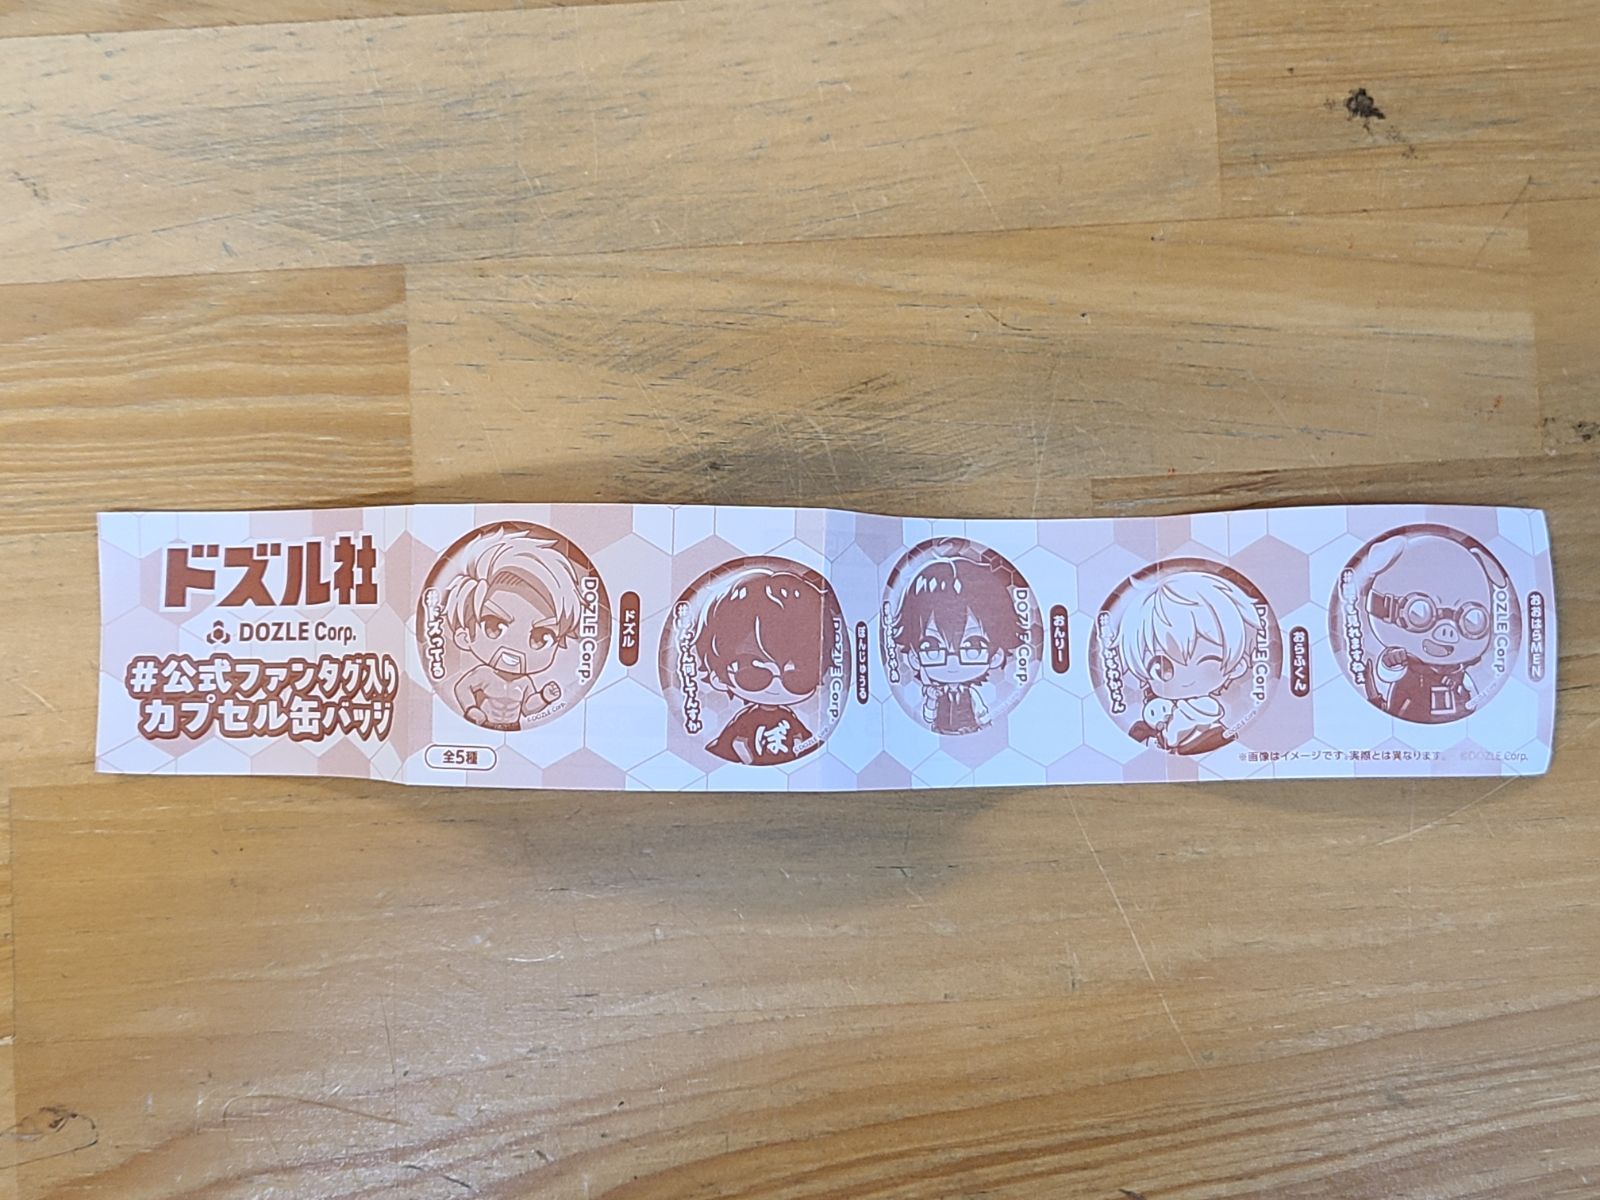 ドズル社
DOZLE Corp.
#公式ファンタグ入り
カプセル缶バッジ
全5種
DOZLE Corp.
©DOZLE Corp.
ドズル
DOZLE Corp.
ぼ
ぼんじゅうる
DOZLE Corp.
おんりー
DOZLE Corp.
おらふくん
DOZLE Corp.
おおはらMEN
※画像はイメージです。実際とは異なります。 ©DOZLE Corp.